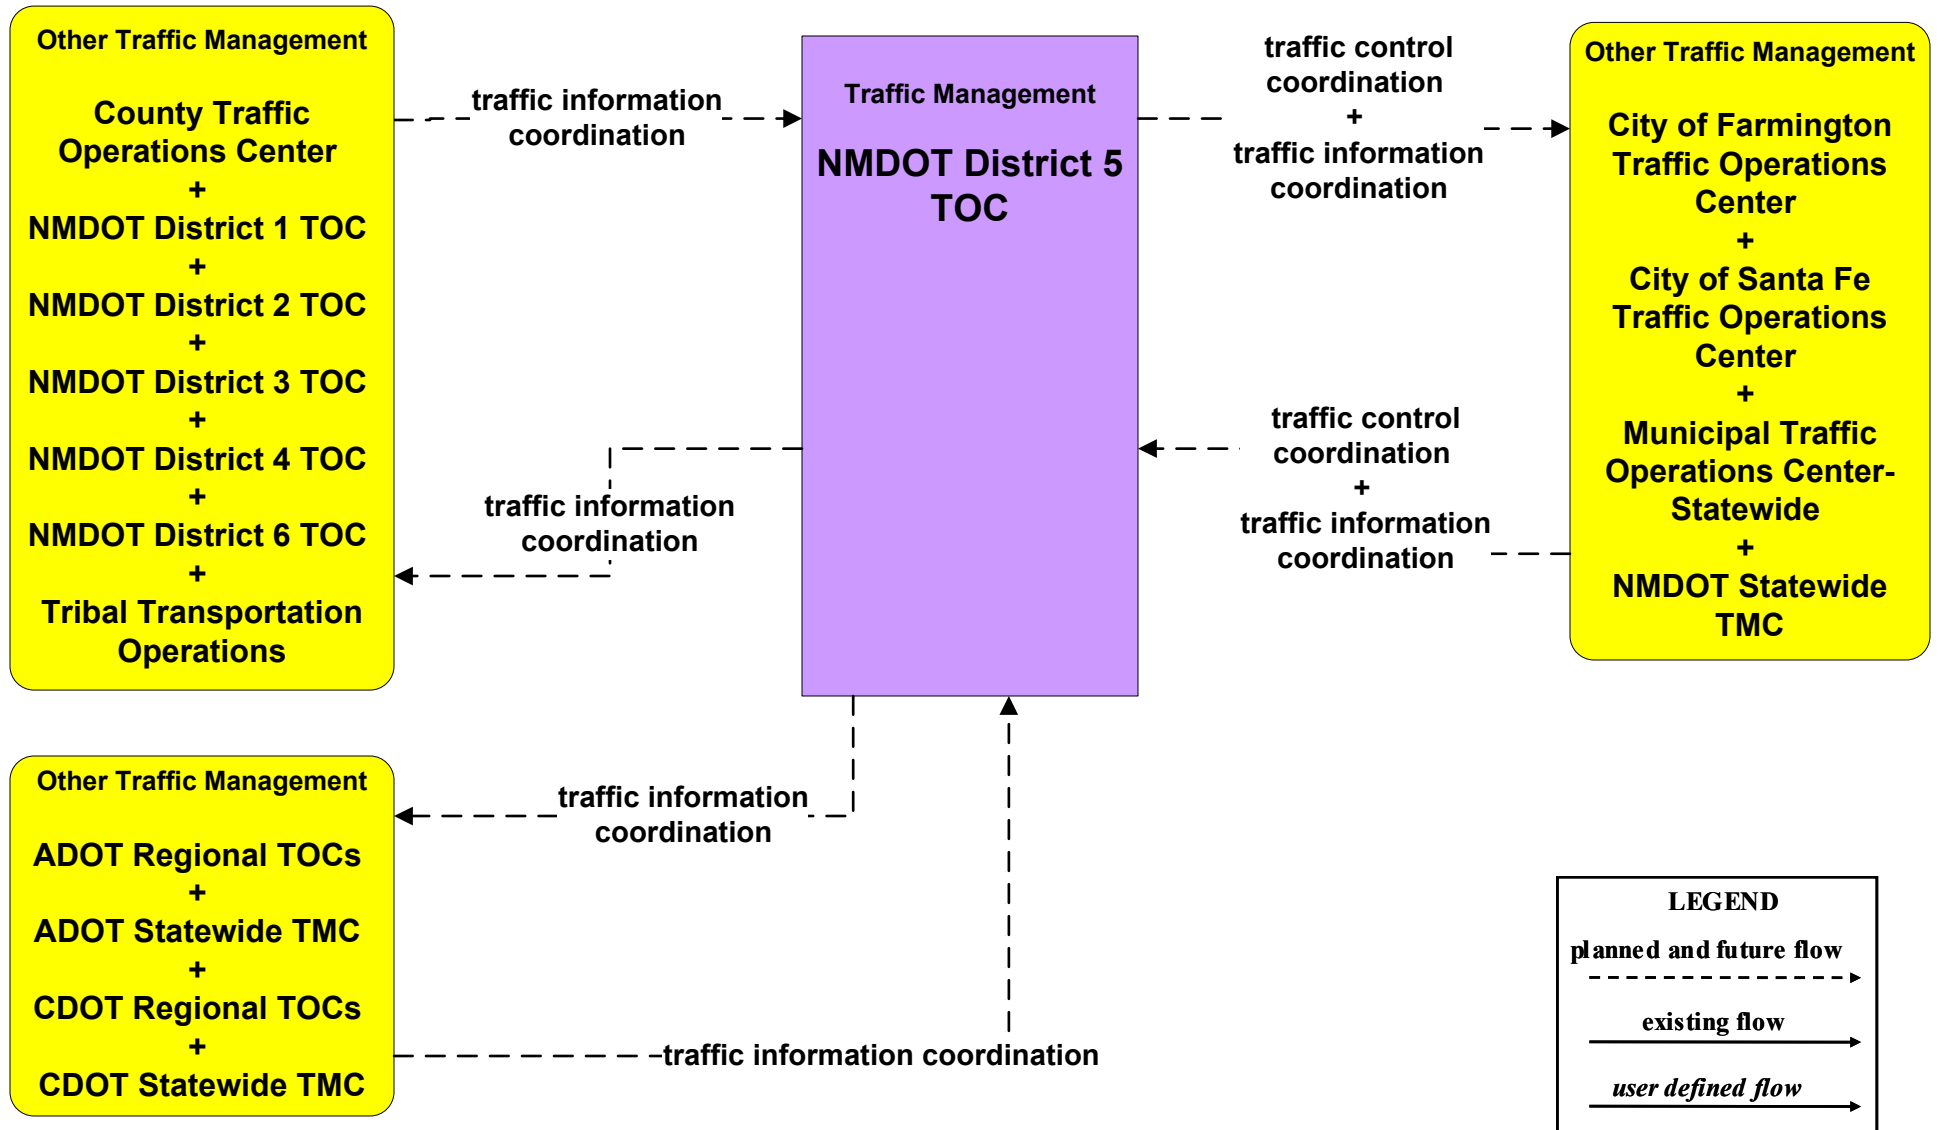 Other Traffic Management
County Traffic
Operations Center
+
NMDOT District 1 TOC
+
NMDOT District 2 TOC
+
NMDOT District 3 TOC
+
NMDOT District 4 TOC
+
NMDOT District 6 TOC
+
Tribal Transportation
Operations
traffic information
coordination
traffic information
coordination
Traffic Management
NMDOT District 5
TOC
traffic control
coordination
+
traffic information
coordination
traffic control
coordination
+
traffic information
coordination
Other Traffic Management
City of Farmington
Traffic Operations
Center
+
City of Santa Fe
Traffic Operations
Center
+
Municipal Traffic
Operations Center-
Statewide
+
NMDOT Statewide
TMC
Other Traffic Management
ADOT Regional TOCs
+
ADOT Statewide TMC
+
CDOT Regional TOCs
+
CDOT Statewide TMC
traffic information
coordination
traffic information coordination
LEGEND
planned and future flow
existing flow
user defined flow